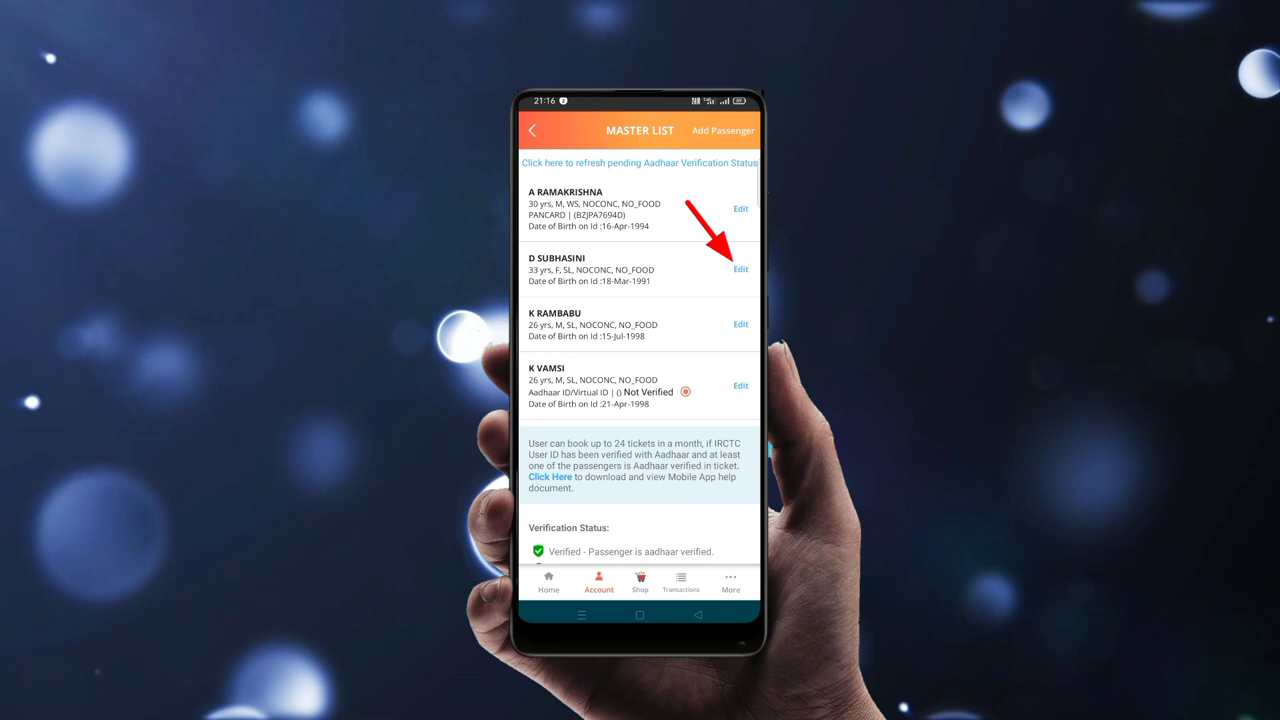 21:16
MASTER LIST
Add Passenger
Click here to refresh pending Aadhaar Verification Status
A RAMAKRISHNA
30 yrs, M, WS, NOCONC, NO_FOOD
PANCARD | (BZJPA7694D)
Date of Birth on Id :16-Apr-1994
Edit
D SUBHASINI
33 yrs, F, SL, NOCONC, NO_FOOD
Date of Birth on Id :18-Mar-1991
Edit
K RAMBABU
26 yrs, M, SL, NOCONC, NO_FOOD
Date of Birth on Id :15-Jul-1998
Edit
K VAMSI
26 yrs, M, SL, NOCONC, NO_FOOD
Aadhaar ID/Virtual ID | () Not Verified
Date of Birth on Id :21-Apr-1998
Edit
User can book up to 24 tickets in a month, if IRCTC
User ID has been verified with Aadhaar and at least
one of the passengers is Aadhaar verified in ticket.
Click Here to download and view Mobile App help
document.
Verification Status:
Verified - Passenger is aadhaar verified.
Home
Account
Shop
Transactions
More